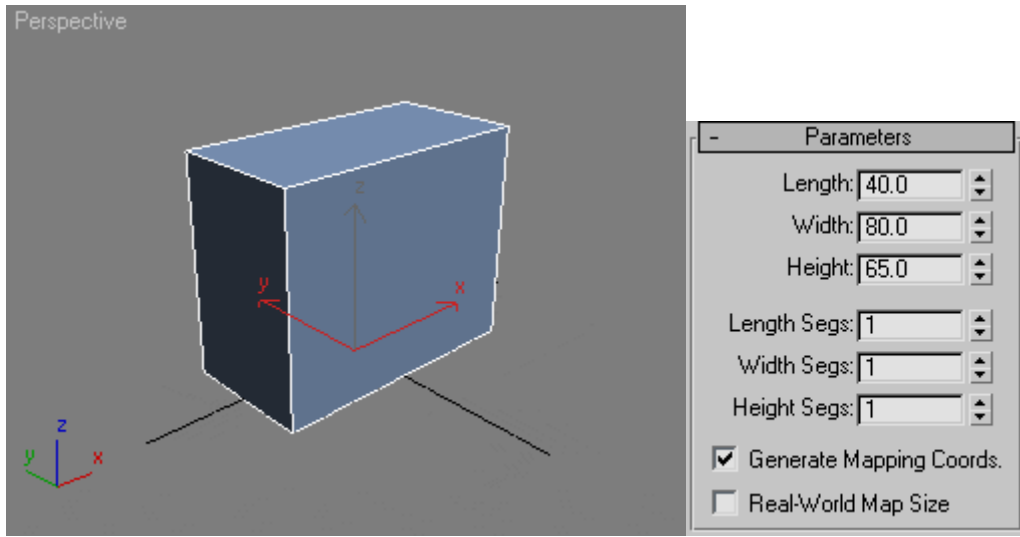 Perspective
z
y
x
z
y
x
- Parameters
Length: 40.0
Width: 80.0
Height: 65.0
Length Segs: 1
Width Segs: 1
Height Segs: 1
Generate Mapping Coords.
Real-World Map Size